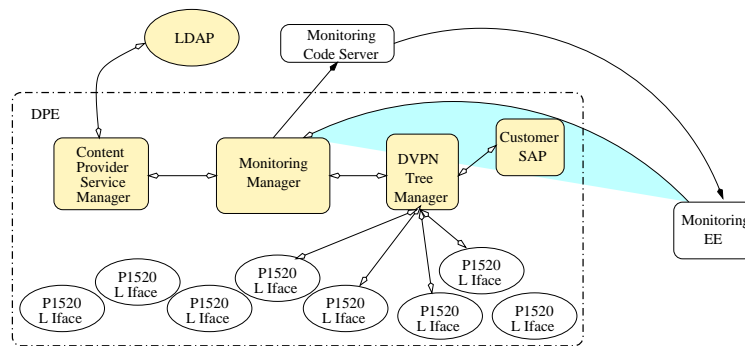 LDAP
Monitoring
Code Server
DPE
Content
Provider
Service
Manager
Monitoring
Manager
DVPN
Tree
Manager
Customer
SAP
Monitoring
EE
P1520
L Iface
P1520
L Iface
P1520
L Iface
P1520
L Iface
P1520
L Iface
P1520
L Iface
P1520
L Iface
P1520
L Iface